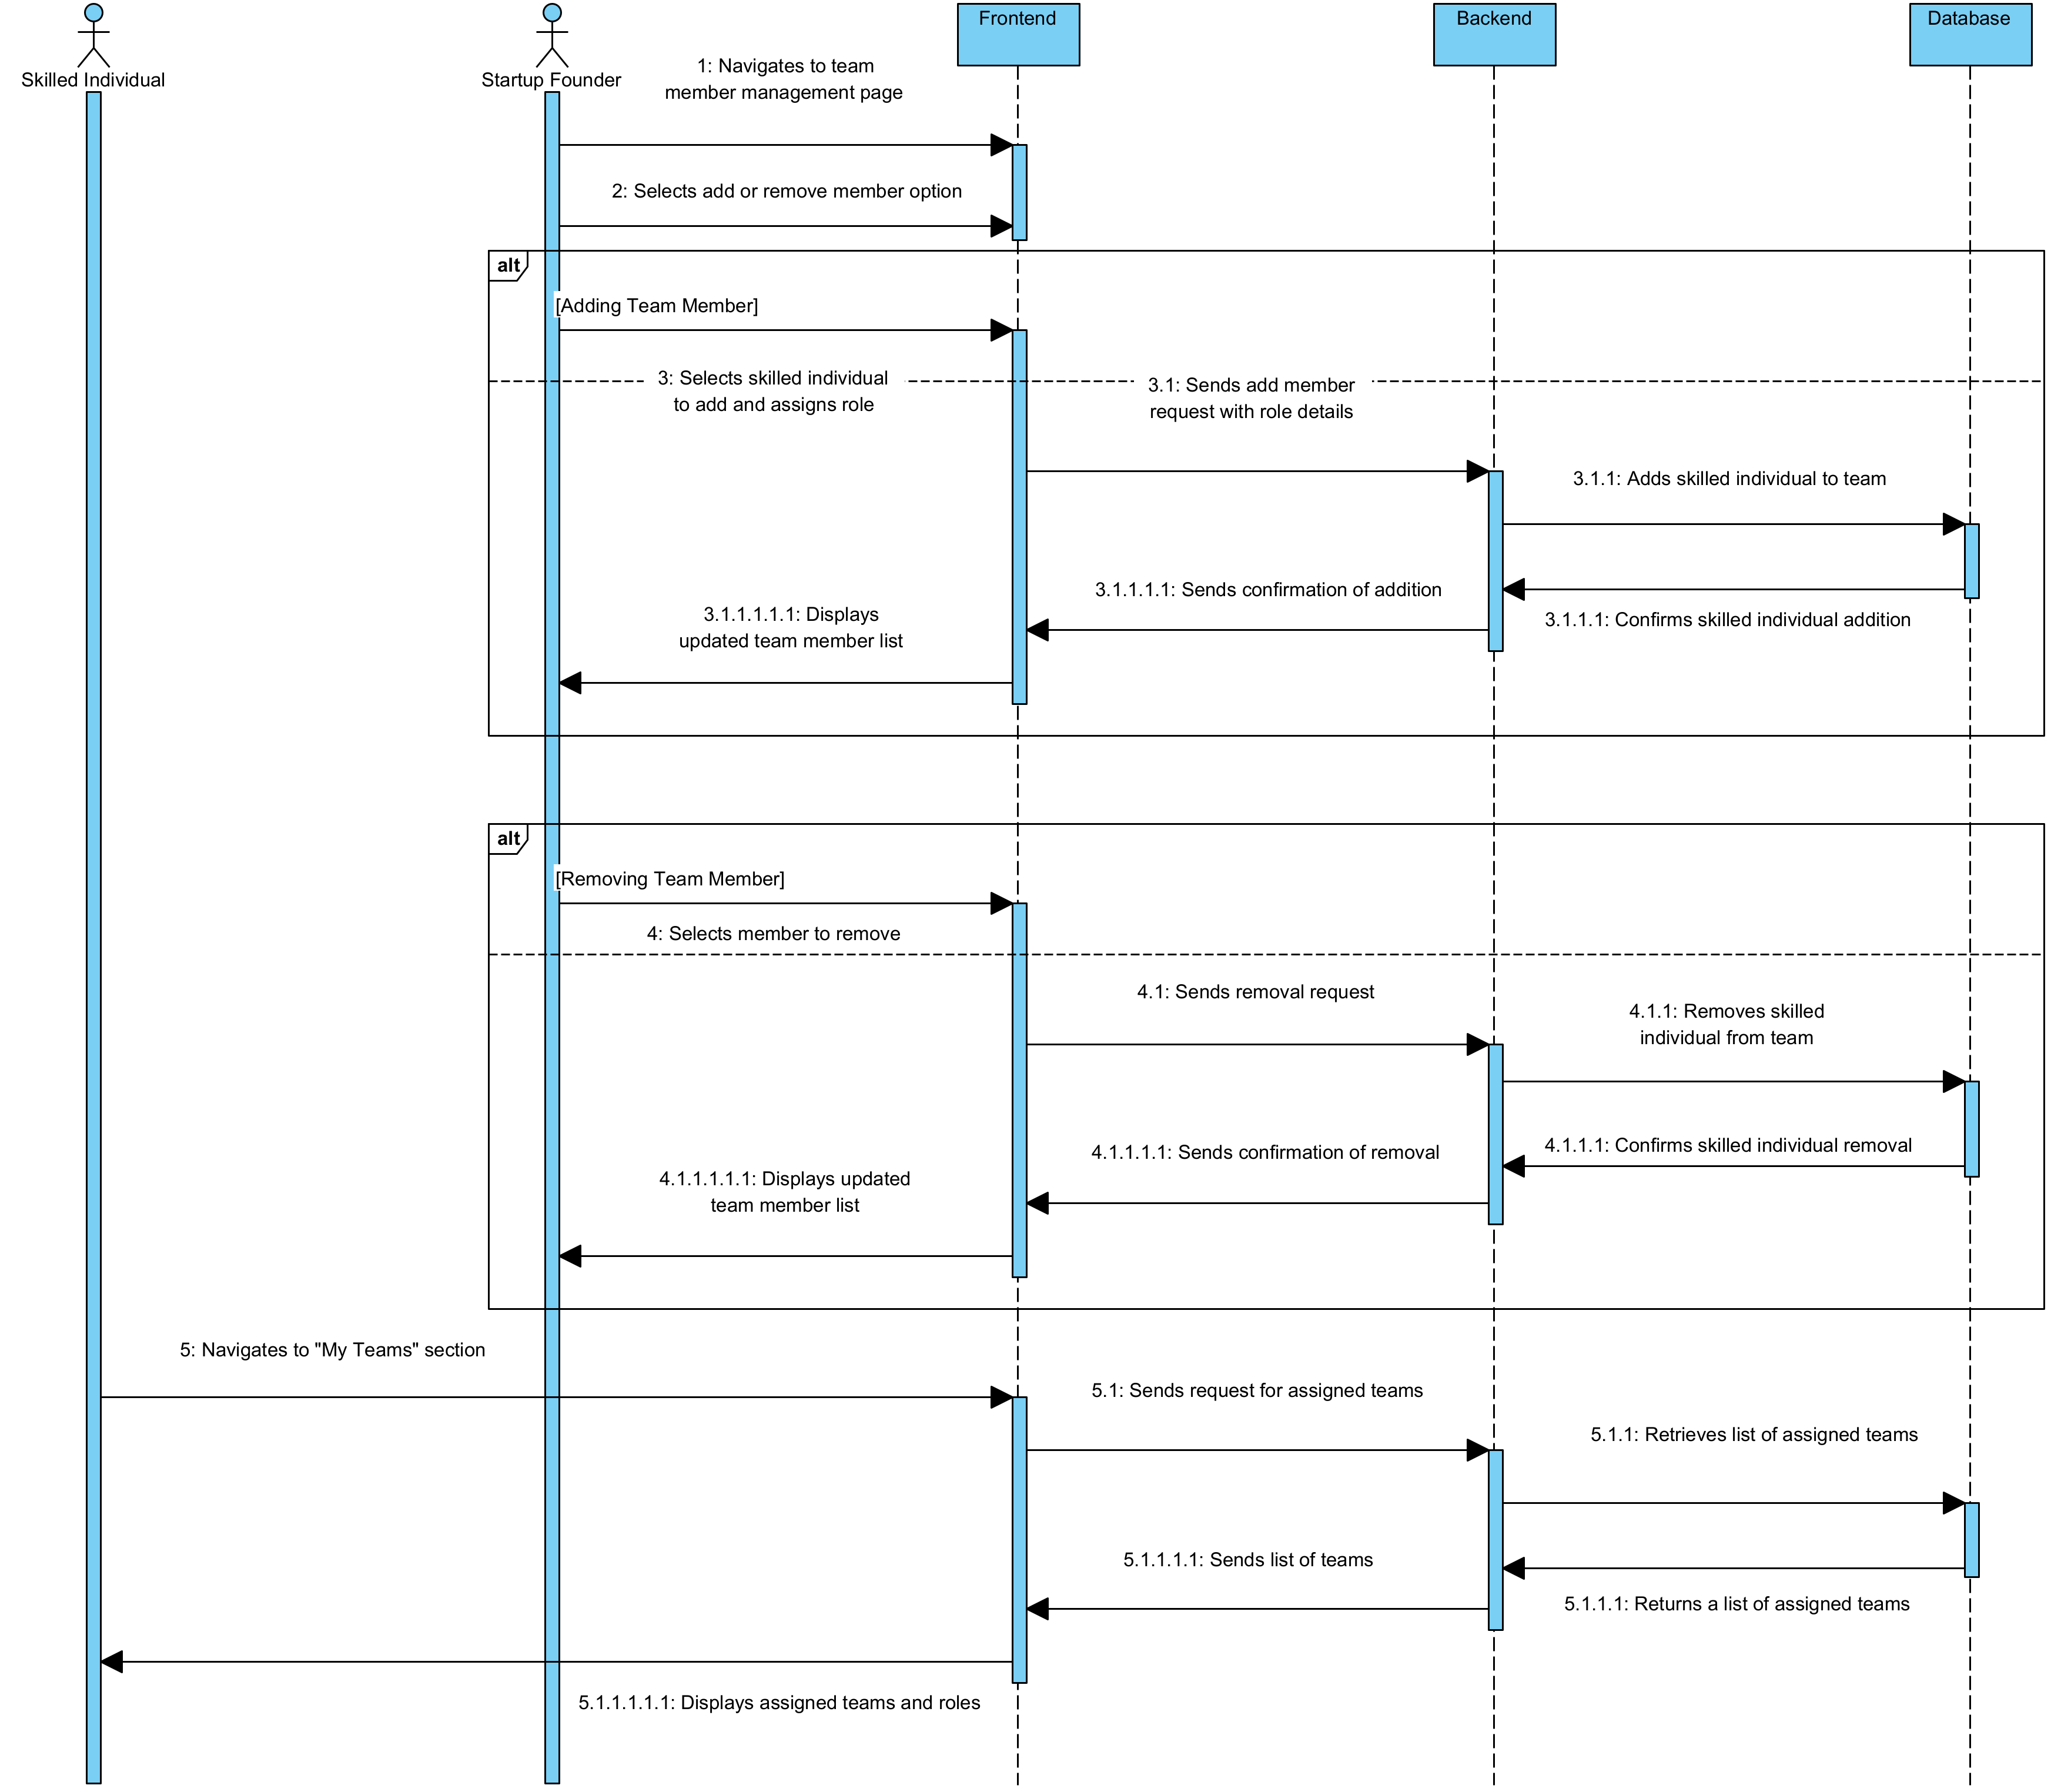 Skilled Individual
Startup Founder
Frontend
Backend
Database
1: Navigates to team
member management page
2: Selects add or remove member option
alt
[Adding Team Member]
3: Selects skilled individual
to add and assigns role
3.1: Sends add member
request with role details
3.1.1: Adds skilled individual to team
3.1.1.1.1: Sends confirmation of addition
3.1.1.1: Confirms skilled individual addition
3.1.1.1.1.1: Displays
updated team member list
alt
[Removing Team Member]
4: Selects member to remove
4.1: Sends removal request
4.1.1: Removes skilled
individual from team
4.1.1.1: Confirms skilled individual removal
4.1.1.1.1: Sends confirmation of removal
4.1.1.1.1.1: Displays updated
team member list
5: Navigates to "My Teams" section
5.1: Sends request for assigned teams
5.1.1: Retrieves list of assigned teams
5.1.1.1.1: Sends list of teams
5.1.1.1: Returns a list of assigned teams
5.1.1.1.1.1: Displays assigned teams and roles